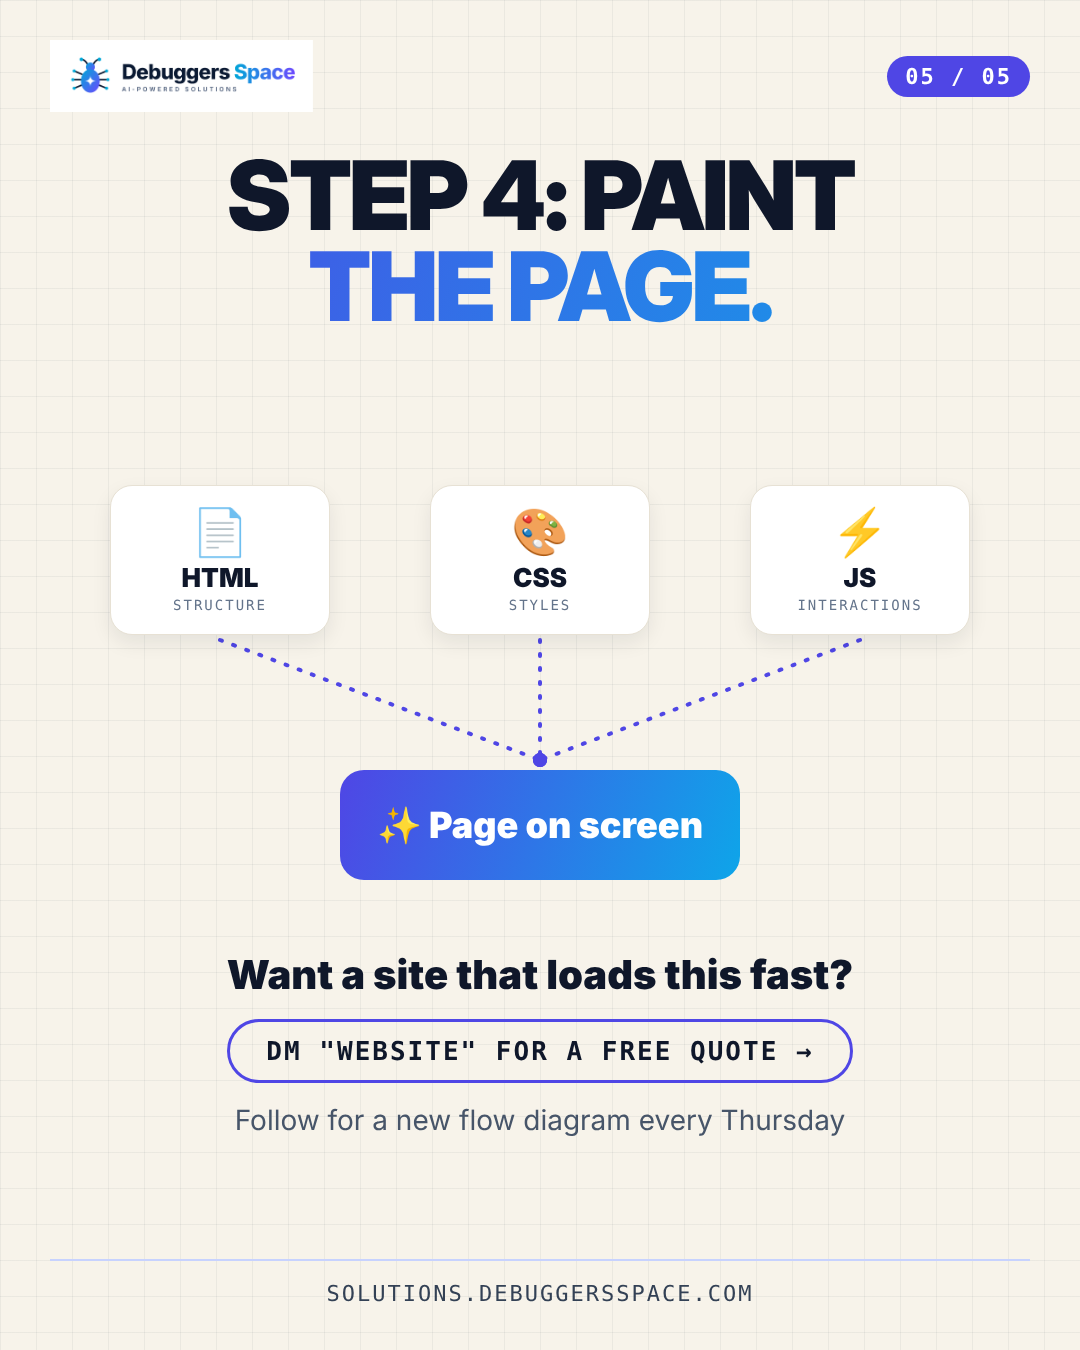 Debuggers Space
AI-POWERED SOLUTIONS
05 / 05
STEP 4: PAINT
THE PAGE.
HTML
STRUCTURE
CSS
STYLES
JS
INTERACTIONS
✨ Page on screen
Want a site that loads this fast?
DM "WEBSITE" FOR A FREE QUOTE →
Follow for a new flow diagram every Thursday
SOLUTIONS.DEBUGGERSSPACE.COM